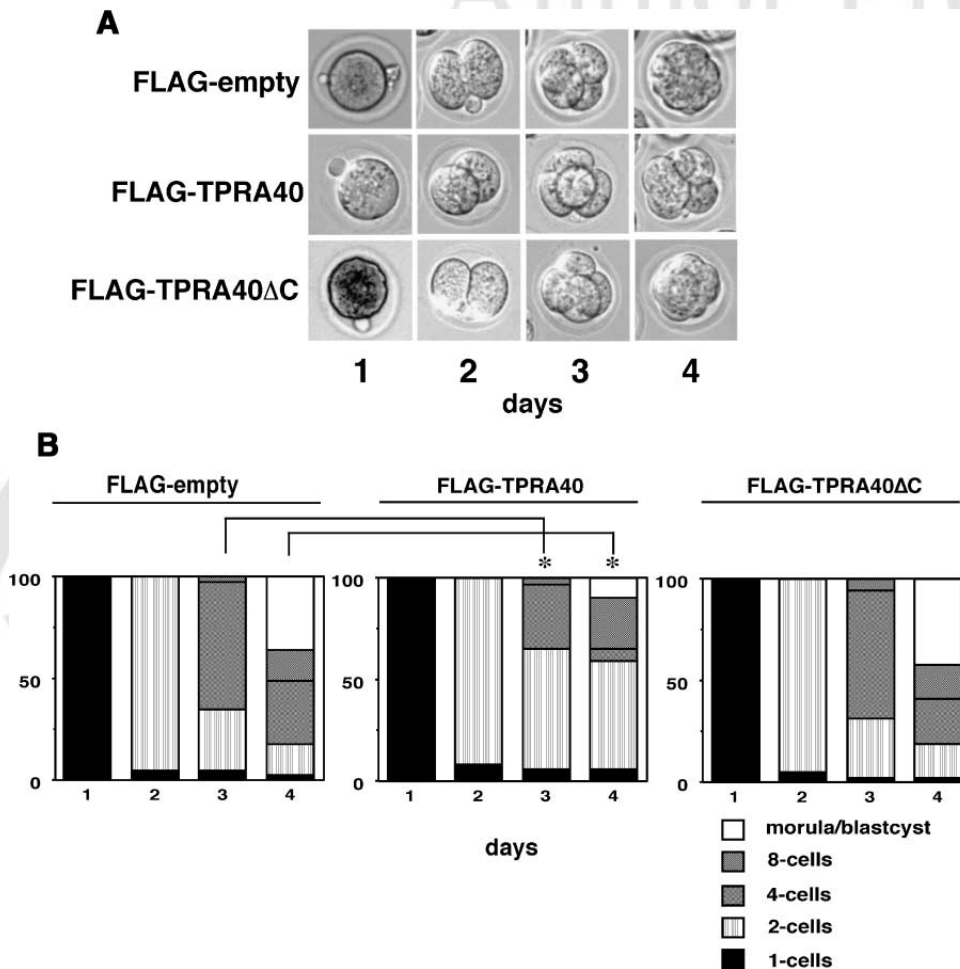 A
FLAG-empty
FLAG-TPRA40
FLAG-TPRA40ΔC
1 2 3 4
days
B
FLAG-empty FLAG-TPRA40 FLAG-TPRA40ΔC
* *
100 100 100
50 50 50
0 0 0
1 2 3 4 1 2 3 4 1 2 3 4
days
morula/blastcyst
8-cells
4-cells
2-cells
1-cells